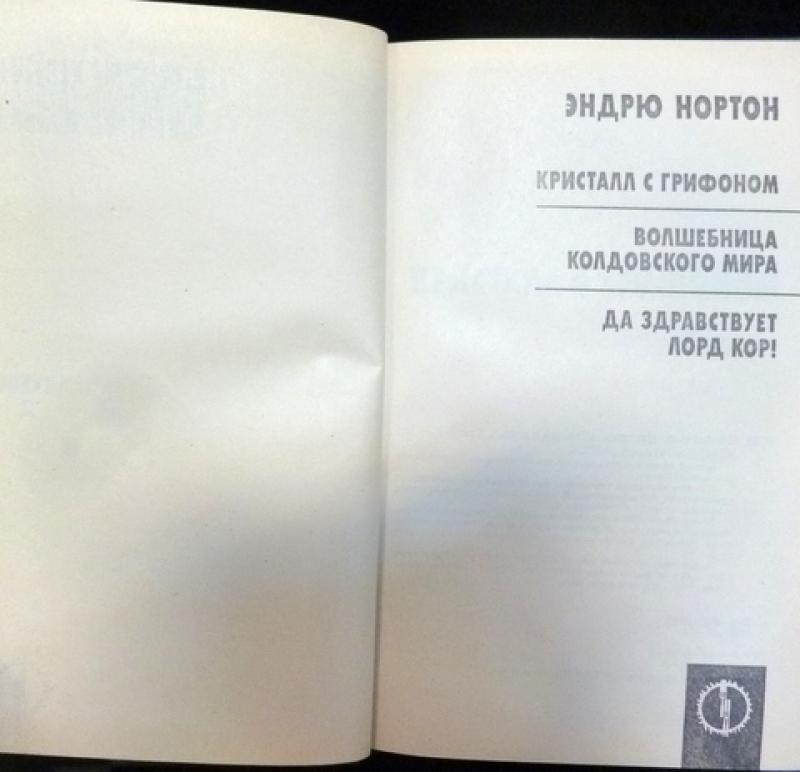 ЭНДРЮ НОРТОН
КРИСТАЛЛ С ГРИФОНОМ
ВОЛШЕБНИЦА
КОЛДОВСКОГО МИРА
ДА ЗДРАВСТВУЕТ
ЛОРД КОР!